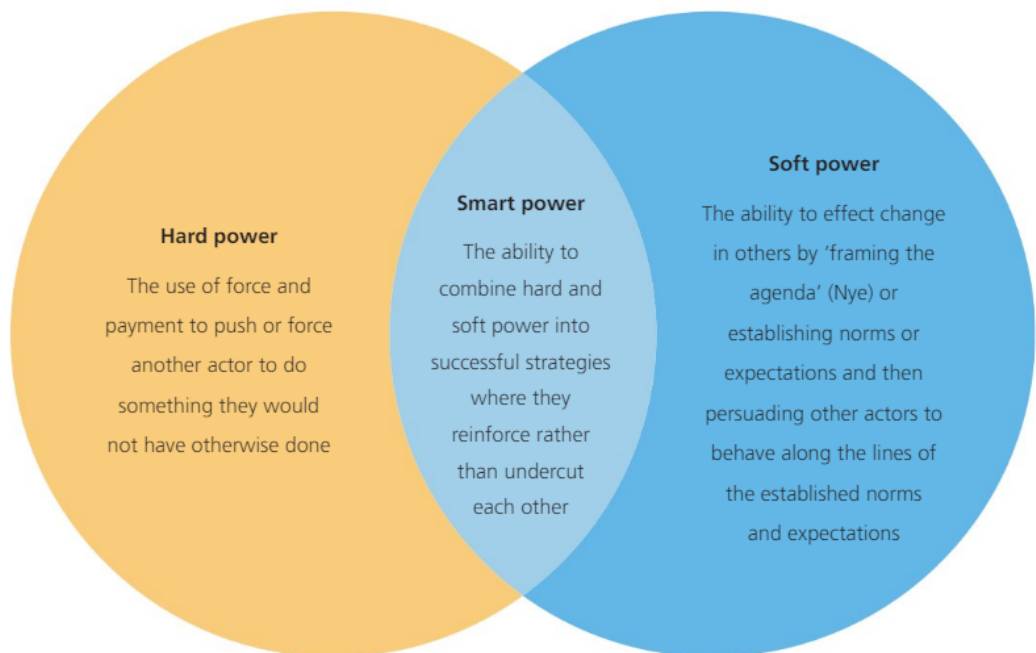 Hard power
The use of force and
payment to push or force
another actor to do
something they would
not have otherwise done
Smart power
The ability to
combine hard and
soft power into
successful strategies
where they
reinforce rather
than undercut
each other
Soft power
The ability to effect change
in others by ‘framing the
agenda’ (Nye) or
establishing norms or
expectations and then
persuading other actors to
behave along the lines of
the established norms
and expectations